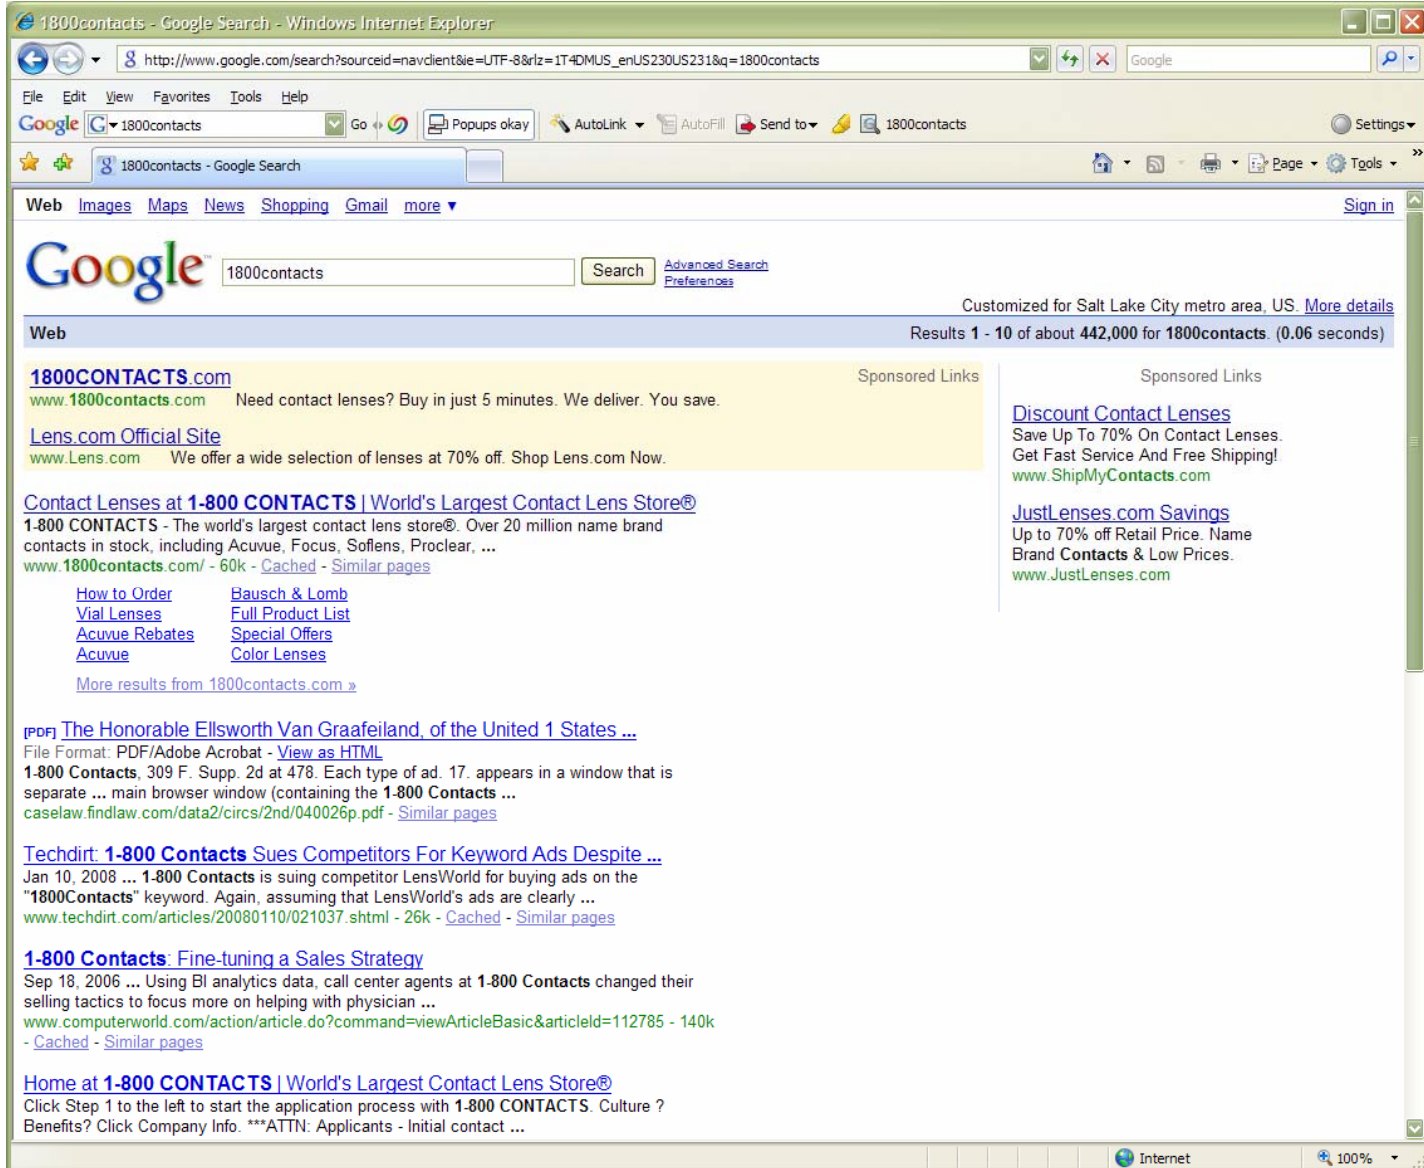 1800contacts - Google Search - Windows Internet Explorer
http://www.google.com/search?sourceid=navclient&ie=UTF-8&rlz=1T4DMUS_enUS230US231&q=1800contacts
Google
File Edit View Favorites Tools Help
Google G 1800contacts Go Popups okay AutoLink AutoFill Send to 1800contacts Settings
1800contacts - Google Search Page Tools »
Web Images Maps News Shopping Gmail more ▼ Sign in
Google™ 1800contacts Search Advanced Search
Preferences
Customized for Salt Lake City metro area, US. More details
Web Results 1 - 10 of about 442,000 for 1800contacts. (0.06 seconds)
1800CONTACTS.com Sponsored Links
www.1800contacts.com Need contact lenses? Buy in just 5 minutes. We deliver. You save.
Lens.com Official Site
www.Lens.com We offer a wide selection of lenses at 70% off. Shop Lens.com Now.
Contact Lenses at 1-800 CONTACTS | World's Largest Contact Lens Store®
1-800 CONTACTS - The world's largest contact lens store®. Over 20 million name brand
contacts in stock, including Acuvue, Focus, Soflens, Proclear, ...
www.1800contacts.com/ - 60k - Cached - Similar pages
How to Order Bausch & Lomb
Vial Lenses Full Product List
Acuvue Rebates Special Offers
Acuvue Color Lenses
More results from 1800contacts.com »
[PDF] The Honorable Ellsworth Van Graafeiland, of the United 1 States ...
File Format: PDF/Adobe Acrobat - View as HTML
1-800 Contacts, 309 F. Supp. 2d at 478. Each type of ad. 17. appears in a window that is
separate ... main browser window (containing the 1-800 Contacts ...
caselaw.findlaw.com/data2/circs/2nd/040026p.pdf - Similar pages
Techdirt: 1-800 Contacts Sues Competitors For Keyword Ads Despite ...
Jan 10, 2008 ... 1-800 Contacts is suing competitor LensWorld for buying ads on the
"1800Contacts" keyword. Again, assuming that LensWorld's ads are clearly ...
www.techdirt.com/articles/20080110/021037.shtml - 26k - Cached - Similar pages
1-800 Contacts: Fine-tuning a Sales Strategy
Sep 18, 2006 ... Using BI analytics data, call center agents at 1-800 Contacts changed their
selling tactics to focus more on helping with physician ...
www.computerworld.com/action/article.do?command=viewArticleBasic&articleId=112785 - 140k
- Cached - Similar pages
Home at 1-800 CONTACTS | World's Largest Contact Lens Store®
Click Step 1 to the left to start the application process with 1-800 CONTACTS. Culture ?
Benefits? Click Company Info. ***ATTN: Applicants - Initial contact ...
Sponsored Links
Discount Contact Lenses
Save Up To 70% On Contact Lenses.
Get Fast Service And Free Shipping!
www.ShipMyContacts.com
JustLenses.com Savings
Up to 70% off Retail Price. Name
Brand Contacts & Low Prices.
www.JustLenses.com
Internet 100%